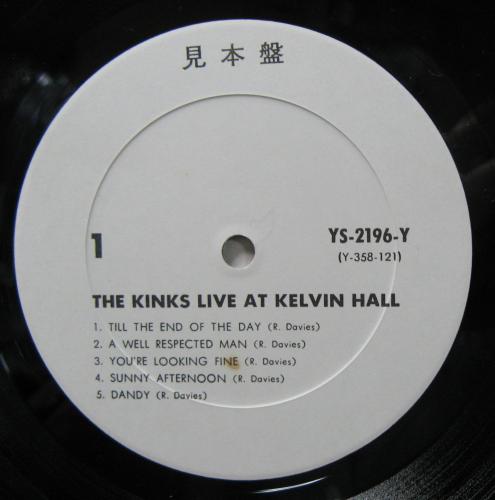 見本盤
1
YS-2196-Y
(Y-358-121)
THE KINKS LIVE AT KELVIN HALL
1. TILL THE END OF THE DAY (R. Davies)
2. A WELL RESPECTED MAN (R. Davies)
3. YOU'RE LOOKING FINE (R. Davies)
4. SUNNY AFTERNOON (R. Davies)
5. DANDY (R. Davies)